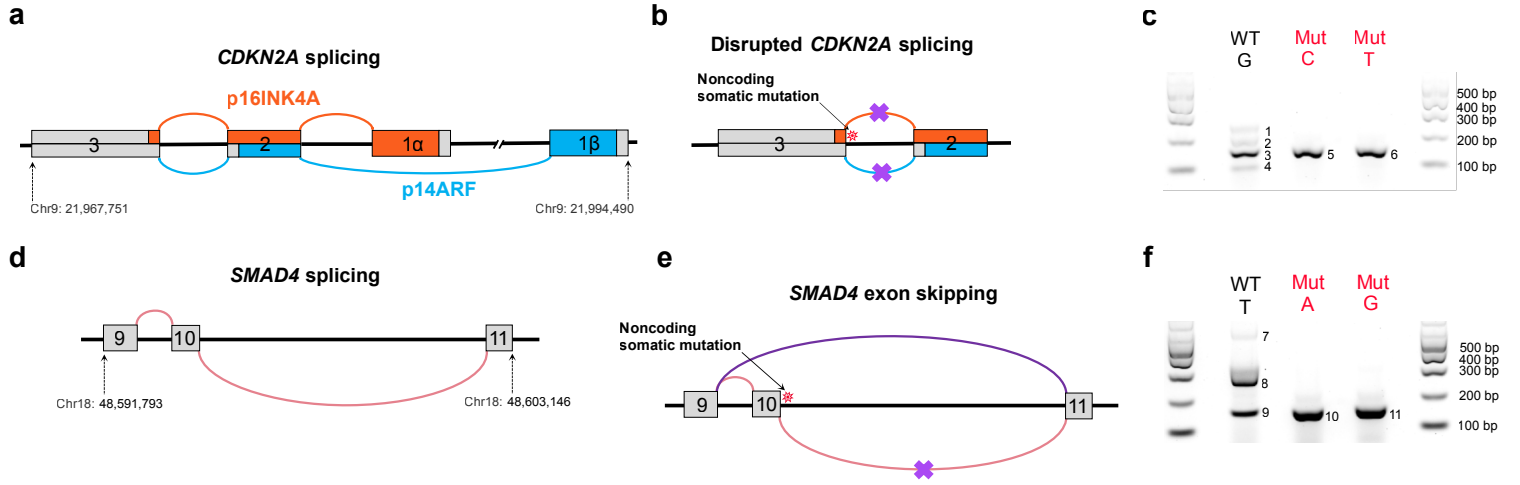 a
CDKN2A splicing
p16INK4A
3
2
1α
1β
p14ARF
Chr9: 21,967,751
Chr9: 21,994,490
b
Disrupted CDKN2A splicing
Noncoding
somatic mutation
3
2
c
WT
G
Mut
C
Mut
T
1
2
3
4
5
6
500 bp
400 bp
300 bp
200 bp
100 bp
d
SMAD4 splicing
9
10
11
Chr18: 48,591,793
Chr18: 48,603,146
e
SMAD4 exon skipping
Noncoding
somatic mutation
9
10
11
f
WT
T
Mut
A
Mut
G
7
8
9
10
11
500 bp
400 bp
300 bp
200 bp
100 bp